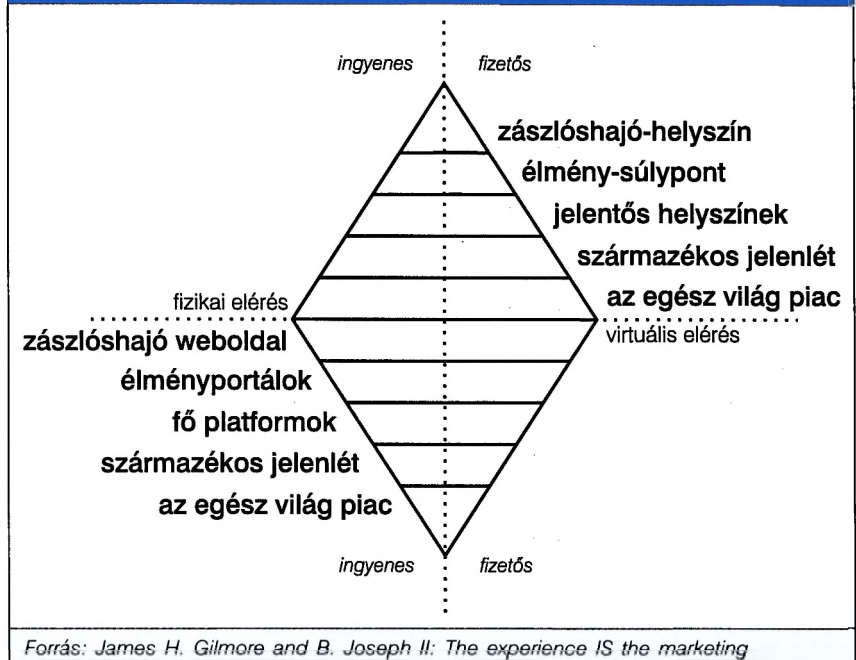 ingyenes fizetős
zászlóshajó-helyszín
élmény-súlypont
jelentős helyszínek
származékos jelenlét
az egész világ piac
fizikai elérés
virtuális elérés
zászlóshajó weboldal
élményportálok
fő platformok
származékos jelenlét
az egész világ piac
ingyenes fizetős
Forrás: James H. Gilmore and B. Joseph II: The experience IS the marketing